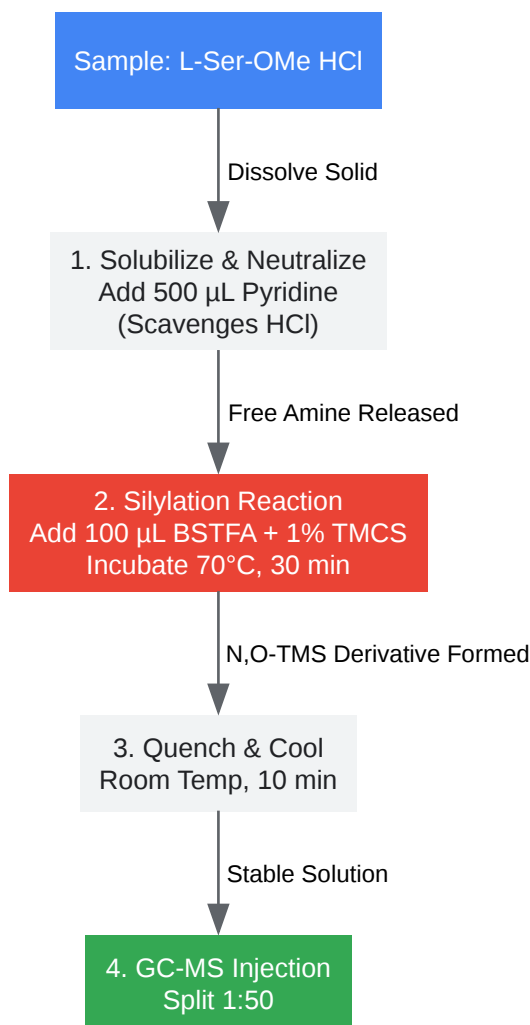 Sample: L-Ser-OMe HCl
Dissolve Solid
1. Solubilize & Neutralize
Add 500 µL Pyridine
(Scavenges HCl)
Free Amine Released
2. Silylation Reaction
Add 100 µL BSTFA + 1% TMCS
Incubate 70°C, 30 min
N,O-TMS Derivative Formed
3. Quench & Cool
Room Temp, 10 min
Stable Solution
4. GC-MS Injection
Split 1:50